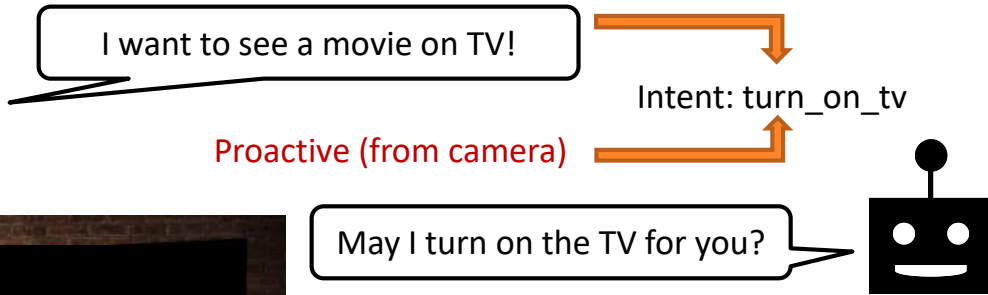 I want to see a movie on TV!
Intent: turn_on_tv
Proactive (from camera)
May I turn on the TV for you?